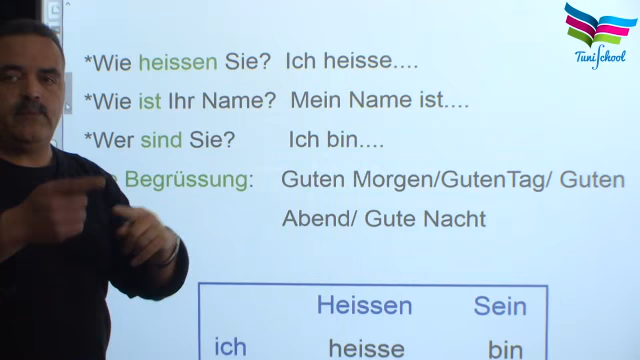 Tunischool
*Wie heissen Sie? Ich heisse....
*Wie ist Ihr Name? Mein Name ist....
*Wer sind Sie? Ich bin....
Begrüssung: Guten Morgen/GutenTag/ Guten
Abend/ Gute Nacht
Heissen Sein
ich heisse bin